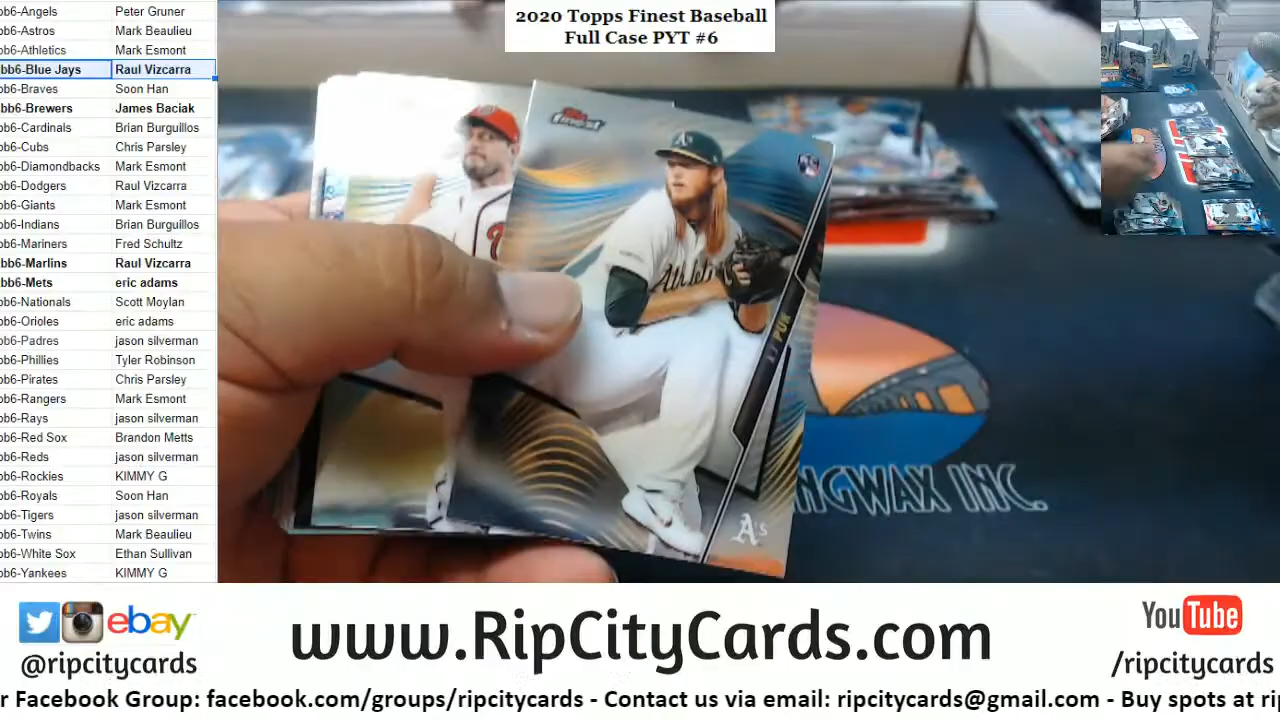 2020 Topps Finest Baseball
Full Case PYT #6
bb6-Angels Peter Gruner
bb6-Astros Mark Beaulieu
bb6-Athletics Mark Esmont
bb6-Blue Jays Raul Vizcarra
bb6-Braves Soon Han
bb6-Brewers James Baciak
bb6-Cardinals Brian Burguillos
bb6-Cubs Chris Parsley
bb6-Diamondbacks Mark Esmont
bb6-Dodgers Raul Vizcarra
bb6-Giants Mark Esmont
bb6-Indians Brian Burguillos
bb6-Mariners Fred Schultz
bb6-Marlins Raul Vizcarra
bb6-Mets eric adams
bb6-Nationals Scott Moylan
bb6-Orioles eric adams
bb6-Padres jason silverman
bb6-Phillies Tyler Robinson
bb6-Pirates Chris Parsley
bb6-Rangers Mark Esmont
bb6-Rays jason silverman
bb6-Red Sox Brandon Metts
bb6-Reds jason silverman
bb6-Rockies KIMMY G
bb6-Royals Soon Han
bb6-Tigers jason silverman
bb6-Twins Mark Beaulieu
bb6-White Sox Ethan Sullivan
bb6-Yankees KIMMY G
finest
A's
Athleti
PUK
A's
NGWAX INC.
ebay
@ripcitycards
www.RipCityCards.com
YouTube
/ripcitycards
r Facebook Group: facebook.com/groups/ripcitycards - Contact us via email: ripcitycards@gmail.com - Buy spots at rip